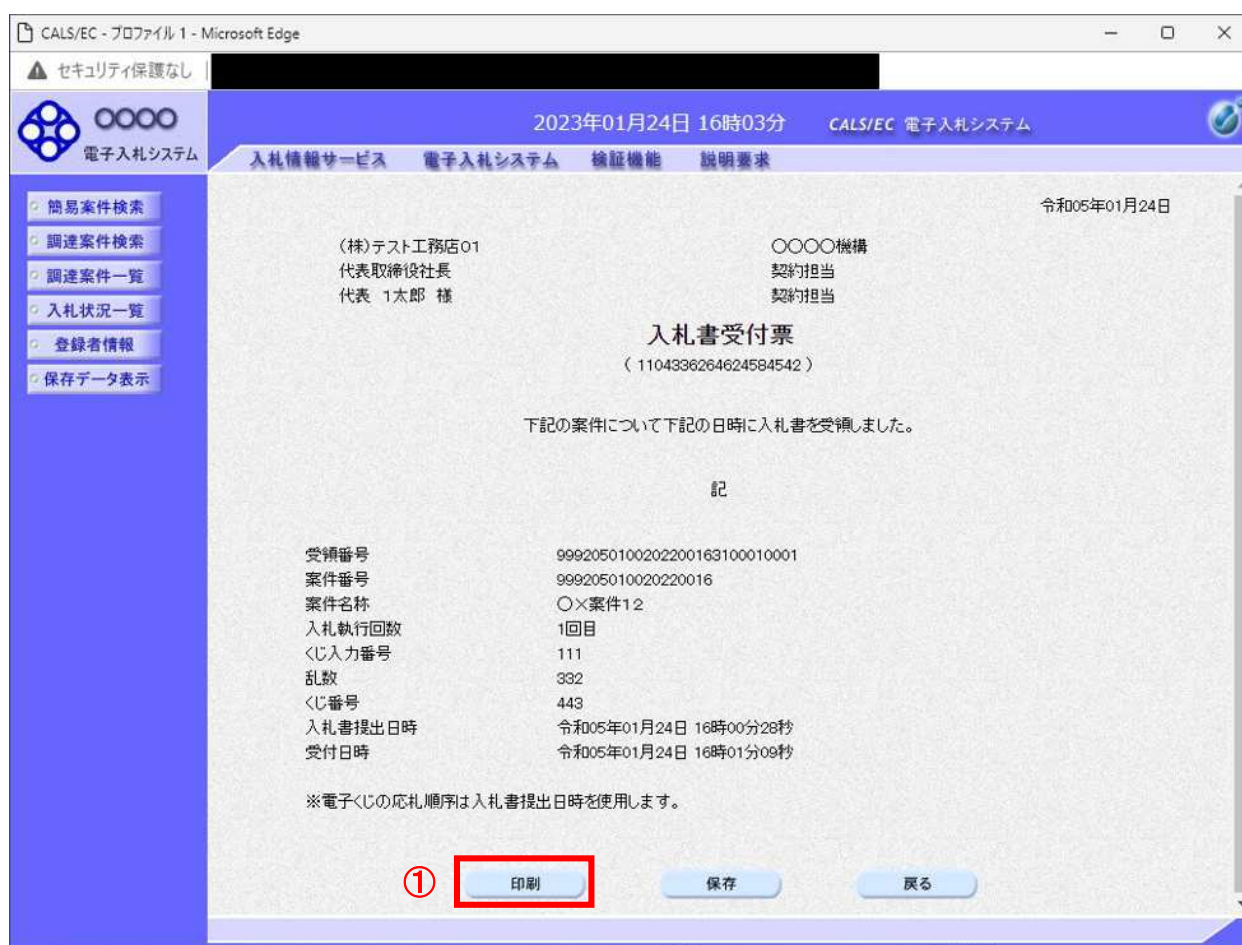 CALS/EC - プロファイル 1 - Microsoft Edge
セキュリティ保護なし
〇〇〇〇
電子入札システム
2023年01月24日 16時03分
CALS/EC 電子入札システム
入札情報サービス 電子入札システム 検証機能 説明要求
簡易案件検索
調達案件検索
調達案件一覧
入札状況一覧
登録者情報
保存データ表示
令和05年01月24日
(株)テスト工務店01
代表取締役社長
代表 1太郎 様
〇〇〇〇機構
契約担当
契約担当
入札書受付票
( 1104336264624584542 )
下記の案件について下記の日時に入札書を受領しました。
記
受領番号 99920501002022001631​00010001
案件番号 999205010020220016
案件名称 〇×案件12
入札執行回数 1回目
くじ入力番号 111
乱数 332
くじ番号 443
入札書提出日時 令和05年01月24日 16時00分28秒
受付日時 令和05年01月24日 16時01分09秒
※電子くじの応札順序は入札書提出日時を使用します。
① 印刷 保存 戻る